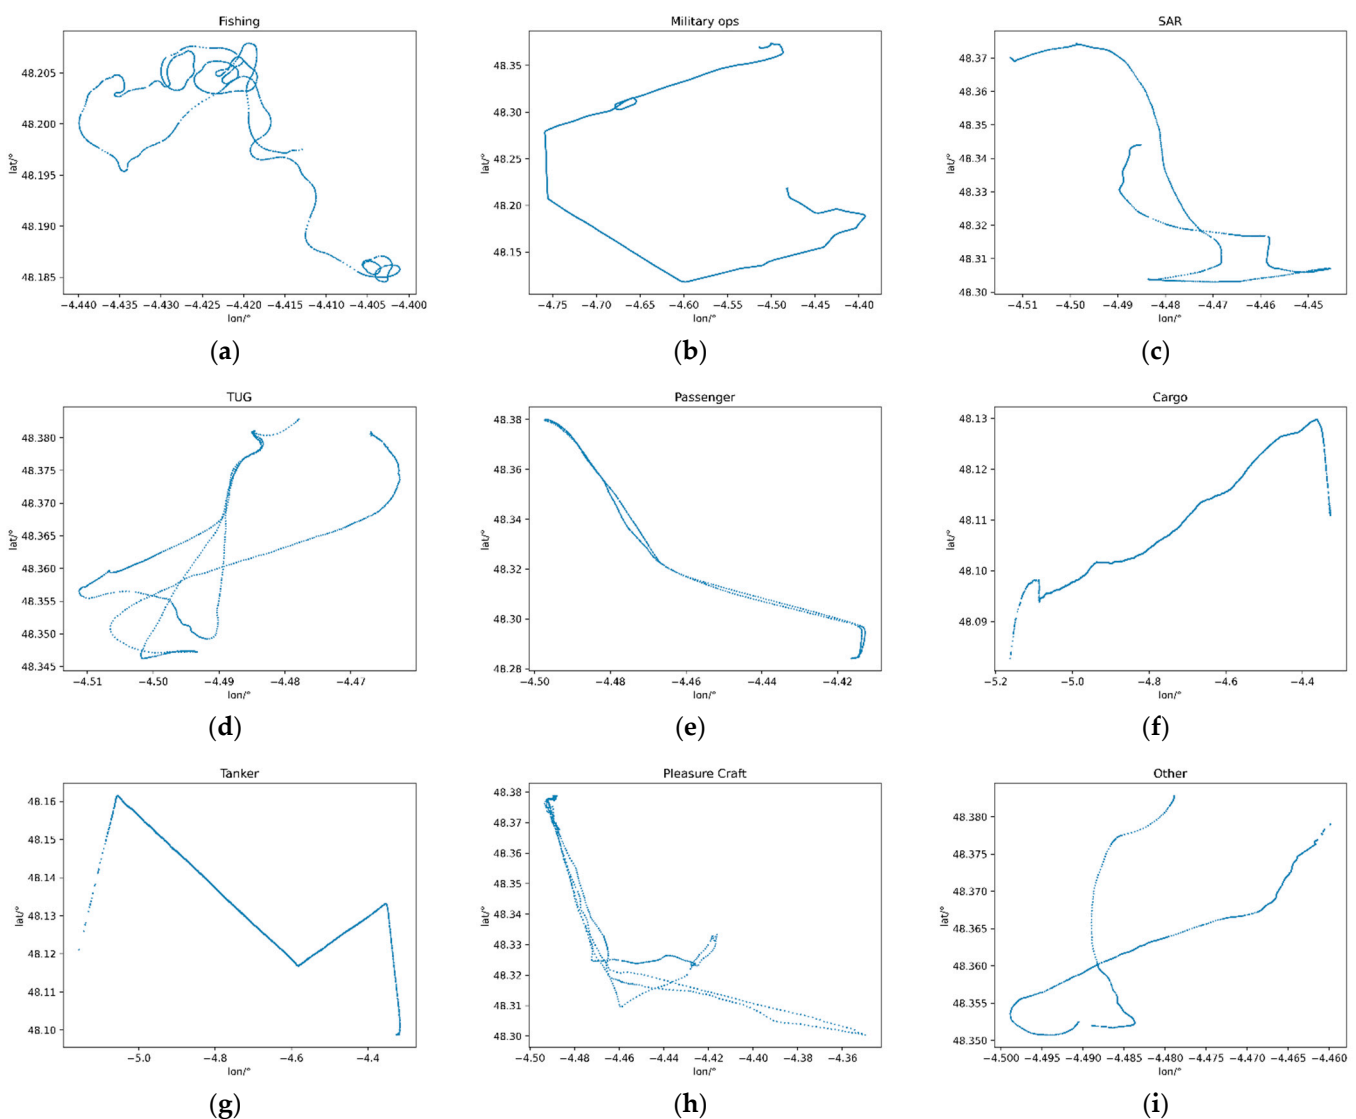 Fishing
48.205
48.200
48.195
48.190
48.185
lat/°
−4.440 −4.435 −4.430 −4.425 −4.420 −4.415 −4.410 −4.405 −4.400
lon/°
(a)
Military ops
48.35
48.30
48.25
48.20
48.15
lat/°
−4.75 −4.70 −4.65 −4.60 −4.55 −4.50 −4.45 −4.40
lon/°
(b)
SAR
48.37
48.36
48.35
48.34
48.33
48.32
48.31
48.30
lat/°
−4.51 −4.50 −4.49 −4.48 −4.47 −4.46 −4.45
lon/°
(c)
TUG
48.380
48.375
48.370
48.365
48.360
48.355
48.350
48.345
lat/°
−4.51 −4.50 −4.49 −4.48 −4.47
lon/°
(d)
Passenger
48.38
48.36
48.34
48.32
48.30
48.28
lat/°
−4.50 −4.48 −4.46 −4.44 −4.42
lon/°
(e)
Cargo
48.13
48.12
48.11
48.10
48.09
lat/°
−5.2 −5.0 −4.8 −4.6 −4.4
lon/°
(f)
Tanker
48.16
48.15
48.14
48.13
48.12
48.11
48.10
lat/°
−5.0 −4.8 −4.6 −4.4
lon/°
(g)
Pleasure Craft
48.38
48.37
48.36
48.35
48.34
48.33
48.32
48.31
48.30
lat/°
−4.50 −4.48 −4.46 −4.44 −4.42 −4.40 −4.38 −4.36
lon/°
(h)
Other
48.380
48.375
48.370
48.365
48.360
48.355
48.350
lat/°
−4.500 −4.495 −4.490 −4.485 −4.480 −4.475 −4.470 −4.465 −4.460
lon/°
(i)